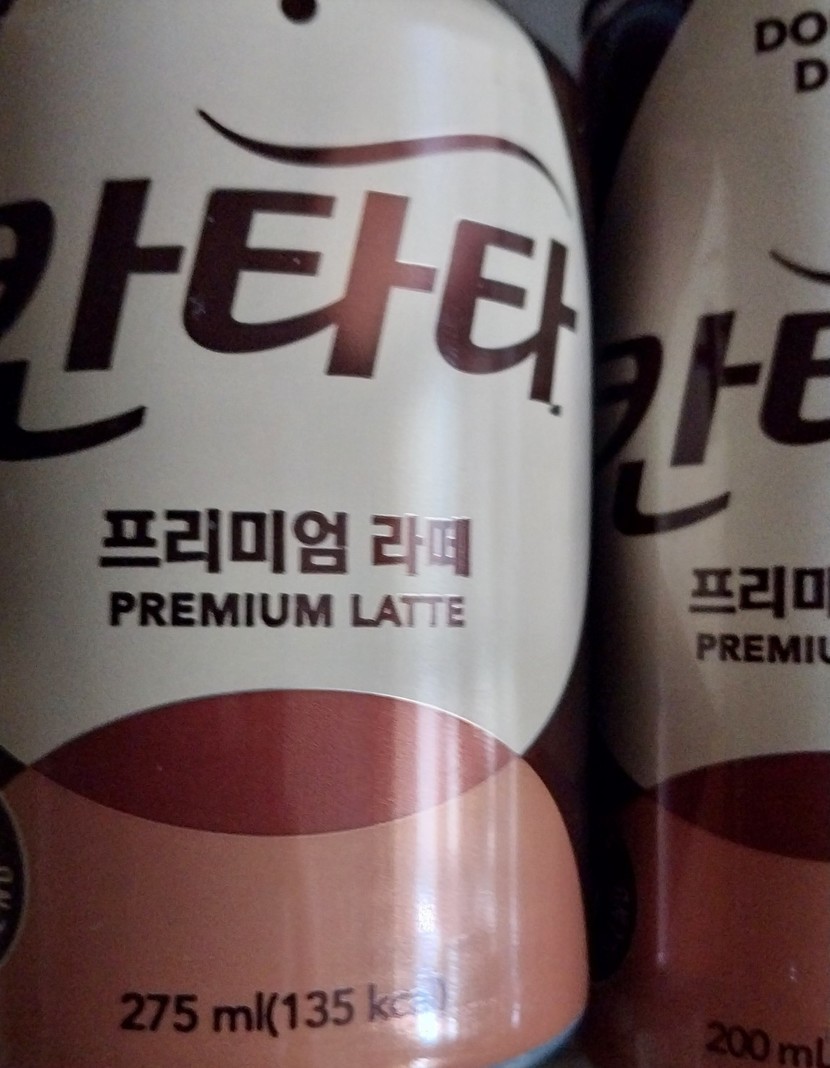 칸타타
프리미엄 라떼
PREMIUM LATTE
275 ml(135 kcal)
DO
D
칸타
프리미
PREMIU
200 mL